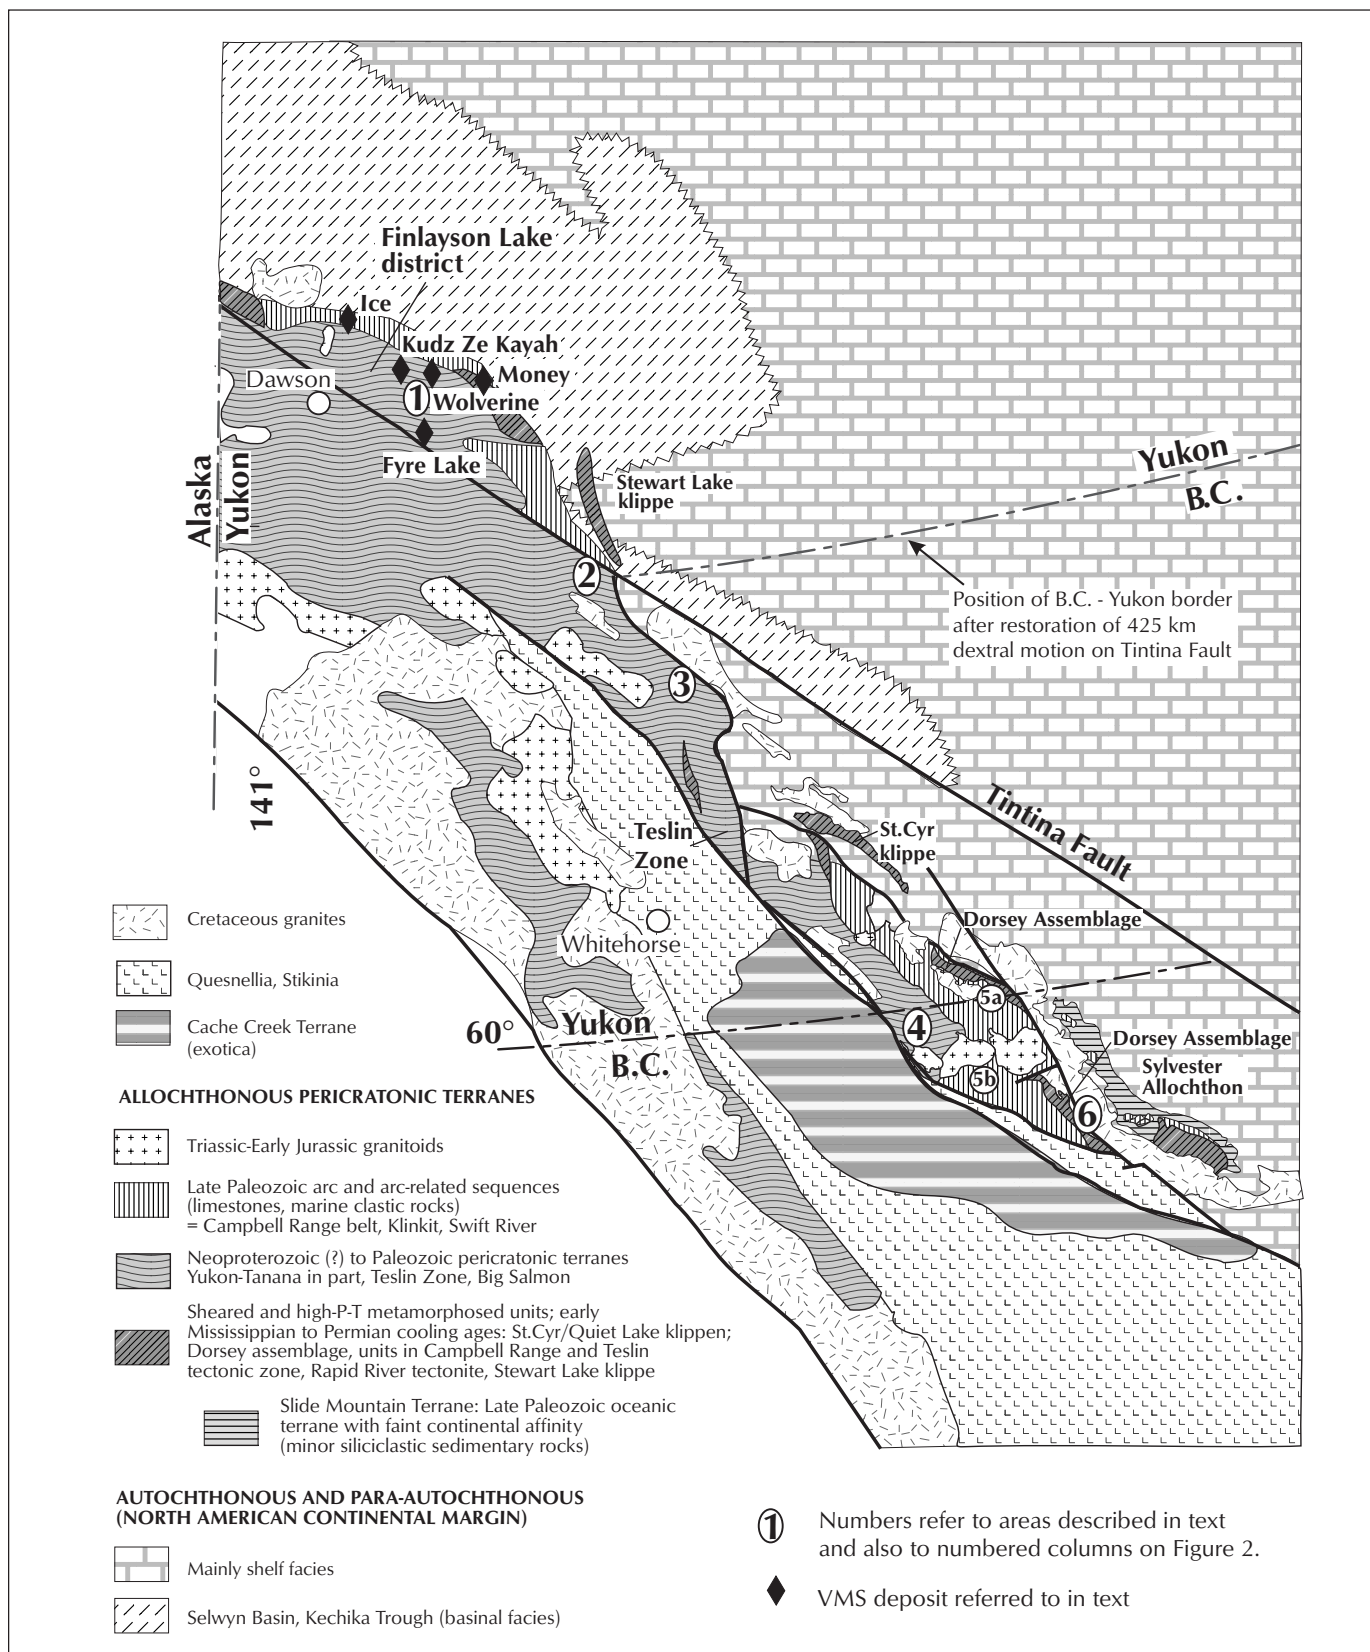 Finlayson Lake
district
Ice
Kudz Ze Kayah
Money
Dawson
1
Wolverine
Fyre Lake
Stewart Lake
klippe
Yukon
B.C.
Alaska
Yukon
2
Position of B.C. - Yukon border
after restoration of 425 km
dextral motion on Tintina Fault
3
141°
Tintina Fault
Teslin
Zone
St.Cyr
klippe
Dorsey Assemblage
Whitehorse
5a
60°
Yukon
B.C.
4
Dorsey Assemblage
Sylvester
Allochthon
5b
6
Cretaceous granites
Quesnellia, Stikinia
Cache Creek Terrane
(exotica)
ALLOCHTHONOUS PERICRATONIC TERRANES
Triassic-Early Jurassic granitoids
Late Paleozoic arc and arc-related sequences
(limestones, marine clastic rocks)
= Campbell Range belt, Klinkit, Swift River
Neoproterozoic (?) to Paleozoic pericratonic terranes
Yukon-Tanana in part, Teslin Zone, Big Salmon
Sheared and high-P-T metamorphosed units; early
Mississippian to Permian cooling ages: St.Cyr/Quiet Lake klippen;
Dorsey assemblage, units in Campbell Range and Teslin
tectonic zone, Rapid River tectonite, Stewart Lake klippe
Slide Mountain Terrane: Late Paleozoic oceanic
terrane with faint continental affinity
(minor siliciclastic sedimentary rocks)
AUTOCHTHONOUS AND PARA-AUTOCHTHONOUS
(NORTH AMERICAN CONTINENTAL MARGIN)
Mainly shelf facies
Selwyn Basin, Kechika Trough (basinal facies)
1
Numbers refer to areas described in text
and also to numbered columns on Figure 2.
VMS deposit referred to in text